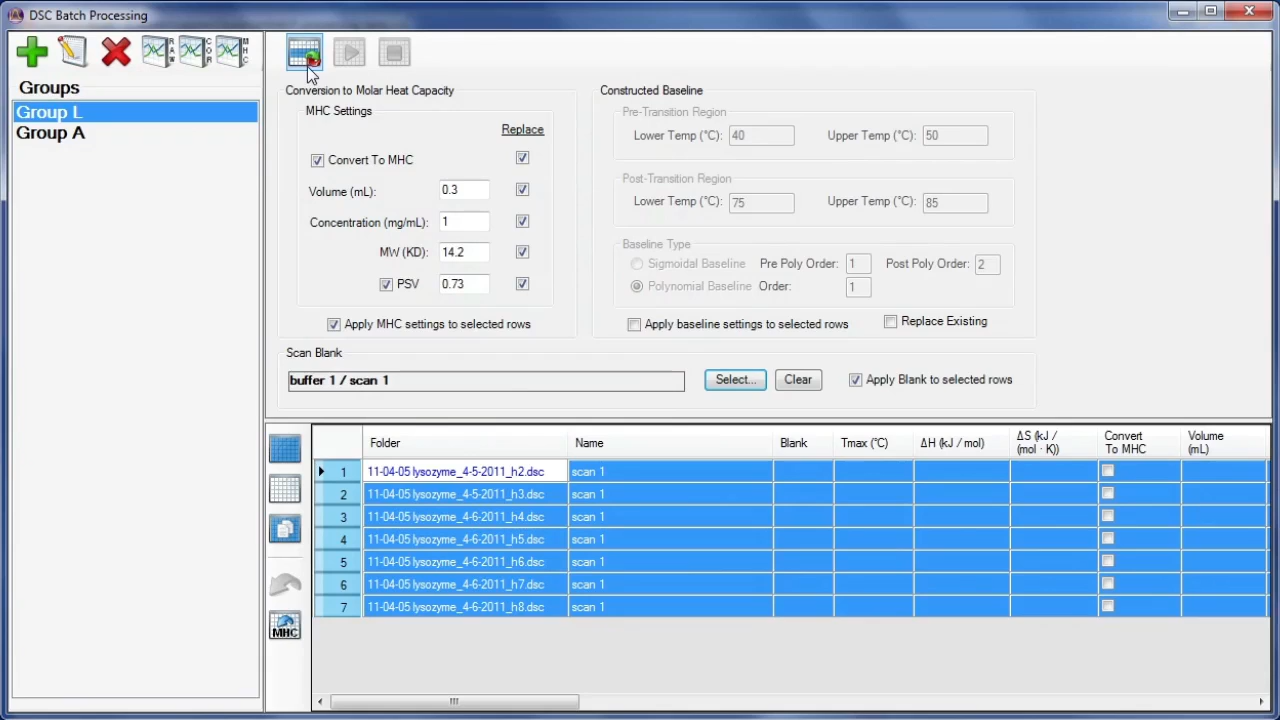 DSC Batch Processing
RAW COR MHC
Groups
Group L
Group A
Conversion to Molar Heat Capacity
MHC Settings
Replace
Convert To MHC
Volume (mL): 0.3
Concentration (mg/mL): 1
MW (KD): 14.2
PSV 0.73
Apply MHC settings to selected rows
Constructed Baseline
Pre-Transition Region
Lower Temp (°C): 40 Upper Temp (°C): 50
Post-Transition Region
Lower Temp (°C): 75 Upper Temp (°C): 85
Baseline Type
Sigmoidal Baseline Pre Poly Order: 1 Post Poly Order: 2
Polynomial Baseline Order: 1
Apply baseline settings to selected rows Replace Existing
Scan Blank
buffer 1 / scan 1 Select... Clear Apply Blank to selected rows
Folder Name Blank Tmax (°C) ΔH (kJ / mol) ΔS (kJ / mol · K)) Convert To MHC Volume (mL)
1 11-04-05 lysozyme_4-5-2011_h2.dsc scan 1
2 11-04-05 lysozyme_4-5-2011_h3.dsc scan 1
3 11-04-05 lysozyme_4-6-2011_h4.dsc scan 1
4 11-04-05 lysozyme_4-6-2011_h5.dsc scan 1
5 11-04-05 lysozyme_4-6-2011_h6.dsc scan 1
6 11-04-05 lysozyme_4-6-2011_h7.dsc scan 1
7 11-04-05 lysozyme_4-6-2011_h8.dsc scan 1
MHC